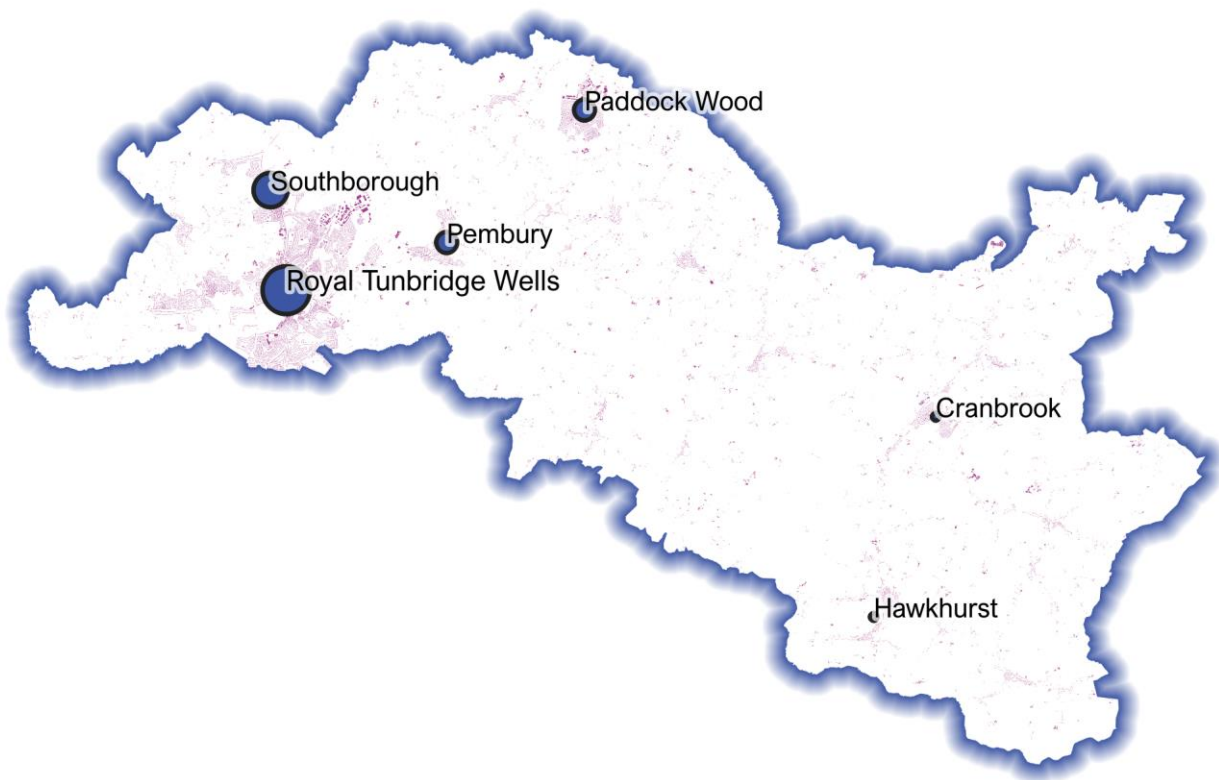 Paddock Wood
Southborough
Pembury
Royal Tunbridge Wells
Cranbrook
Hawkhurst